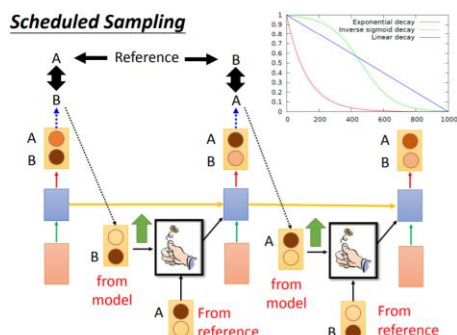 Scheduled Sampling
A
Reference
B
B
A
Exponential decay
Inverse sigmoid decay
Linear decay
1
0.9
0.8
0.7
0.6
0.5
0.4
0.3
0.2
0.1
0
0
200
400
600
800
1000
A
B
A
B
A
B
B
from
model
A
From
reference
A
from
model
B
From
reference